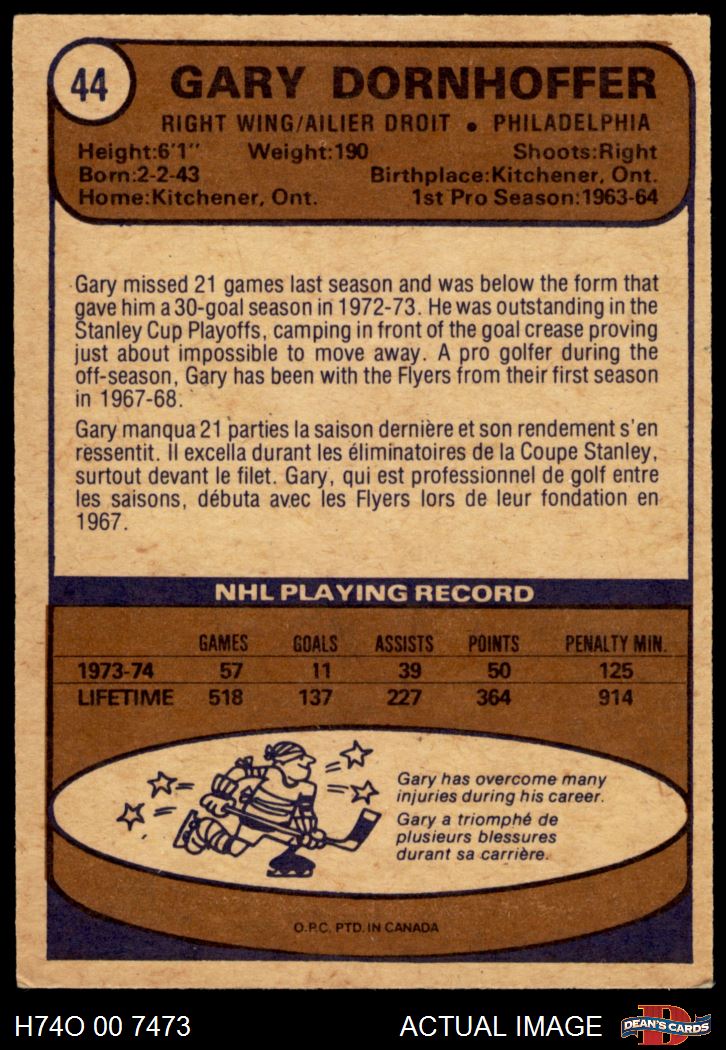 44
GARY DORNHOFFER
RIGHT WING/AILIER DROIT • PHILADELPHIA
Height:6'1" Weight:190 Shoots:Right
Born:2-2-43 Birthplace:Kitchener, Ont.
Home:Kitchener, Ont. 1st Pro Season:1963-64
Gary missed 21 games last season and was below the form that
gave him a 30-goal season in 1972-73. He was outstanding in the
Stanley Cup Playoffs, camping in front of the goal crease proving
just about impossible to move away. A pro golfer during the
off-season, Gary has been with the Flyers from their first season
in 1967-68.
Gary manqua 21 parties la saison dernière et son rendement s'en
ressentit. Il excella durant les éliminatoires de la Coupe Stanley,
surtout devant le filet. Gary, qui est professionnel de golf entre
les saisons, débuta avec les Flyers lors de leur fondation en
1967.
NHL PLAYING RECORD
GAMES GOALS ASSISTS POINTS PENALTY MIN.
1973-74 57 11 39 50 125
LIFETIME 518 137 227 364 914
Gary has overcome many
injuries during his career.
Gary a triomphé de
plusieurs blessures
durant sa carrière.
O.P.C. PTD. IN CANADA
H74O 00 7473 ACTUAL IMAGE D DEAN'S CARDS